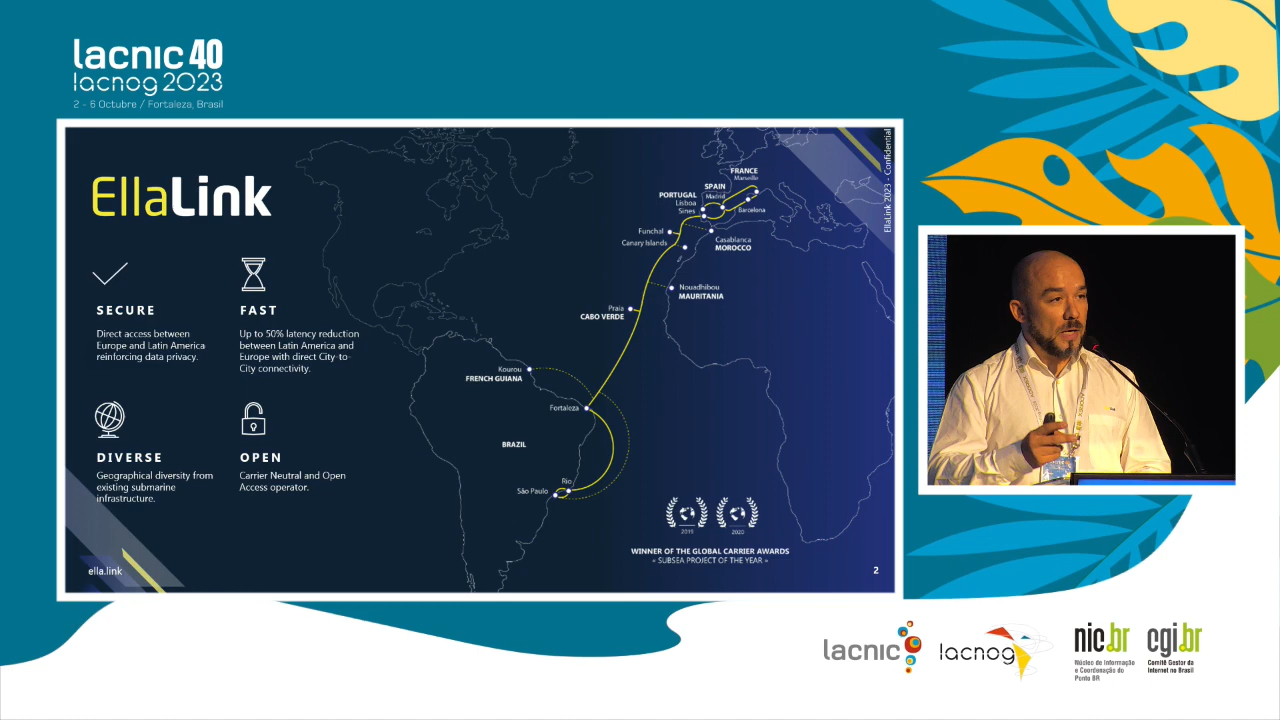 lacnic 40
lacnog 2023
2 - 6 Octubre / Fortaleza, Brasil
EllaLink 2023 - Confidential
EllaLink
SECURE
Direct access between
Europe and Latin America
reinforcing data privacy.
FAST
Up to 50% latency reduction
between Latin America and
Europe with direct City-to-
City connectivity.
DIVERSE
Geographical diversity from
existing submarine
infrastructure.
OPEN
Carrier Neutral and Open
Access operator.
FRANCE
Marseille
SPAIN
Madrid
Barcelona
PORTUGAL
Lisboa
Sines
Funchal
Canary Islands
Casablanca
MOROCCO
Nouadhibou
MAURITANIA
Praia
CABO VERDE
Kourou
FRENCH GUIANA
Fortaleza
BRAZIL
Rio
São Paulo
2019
2020
WINNER OF THE GLOBAL CARRIER AWARDS
« SUBSEA PROJECT OF THE YEAR »
ella.link
2
lacnic
lacnog
nic.br
Núcleo de Informação
e Coordenação do
Ponto BR
cgi.br
Comitê Gestor da
Internet no Brasil